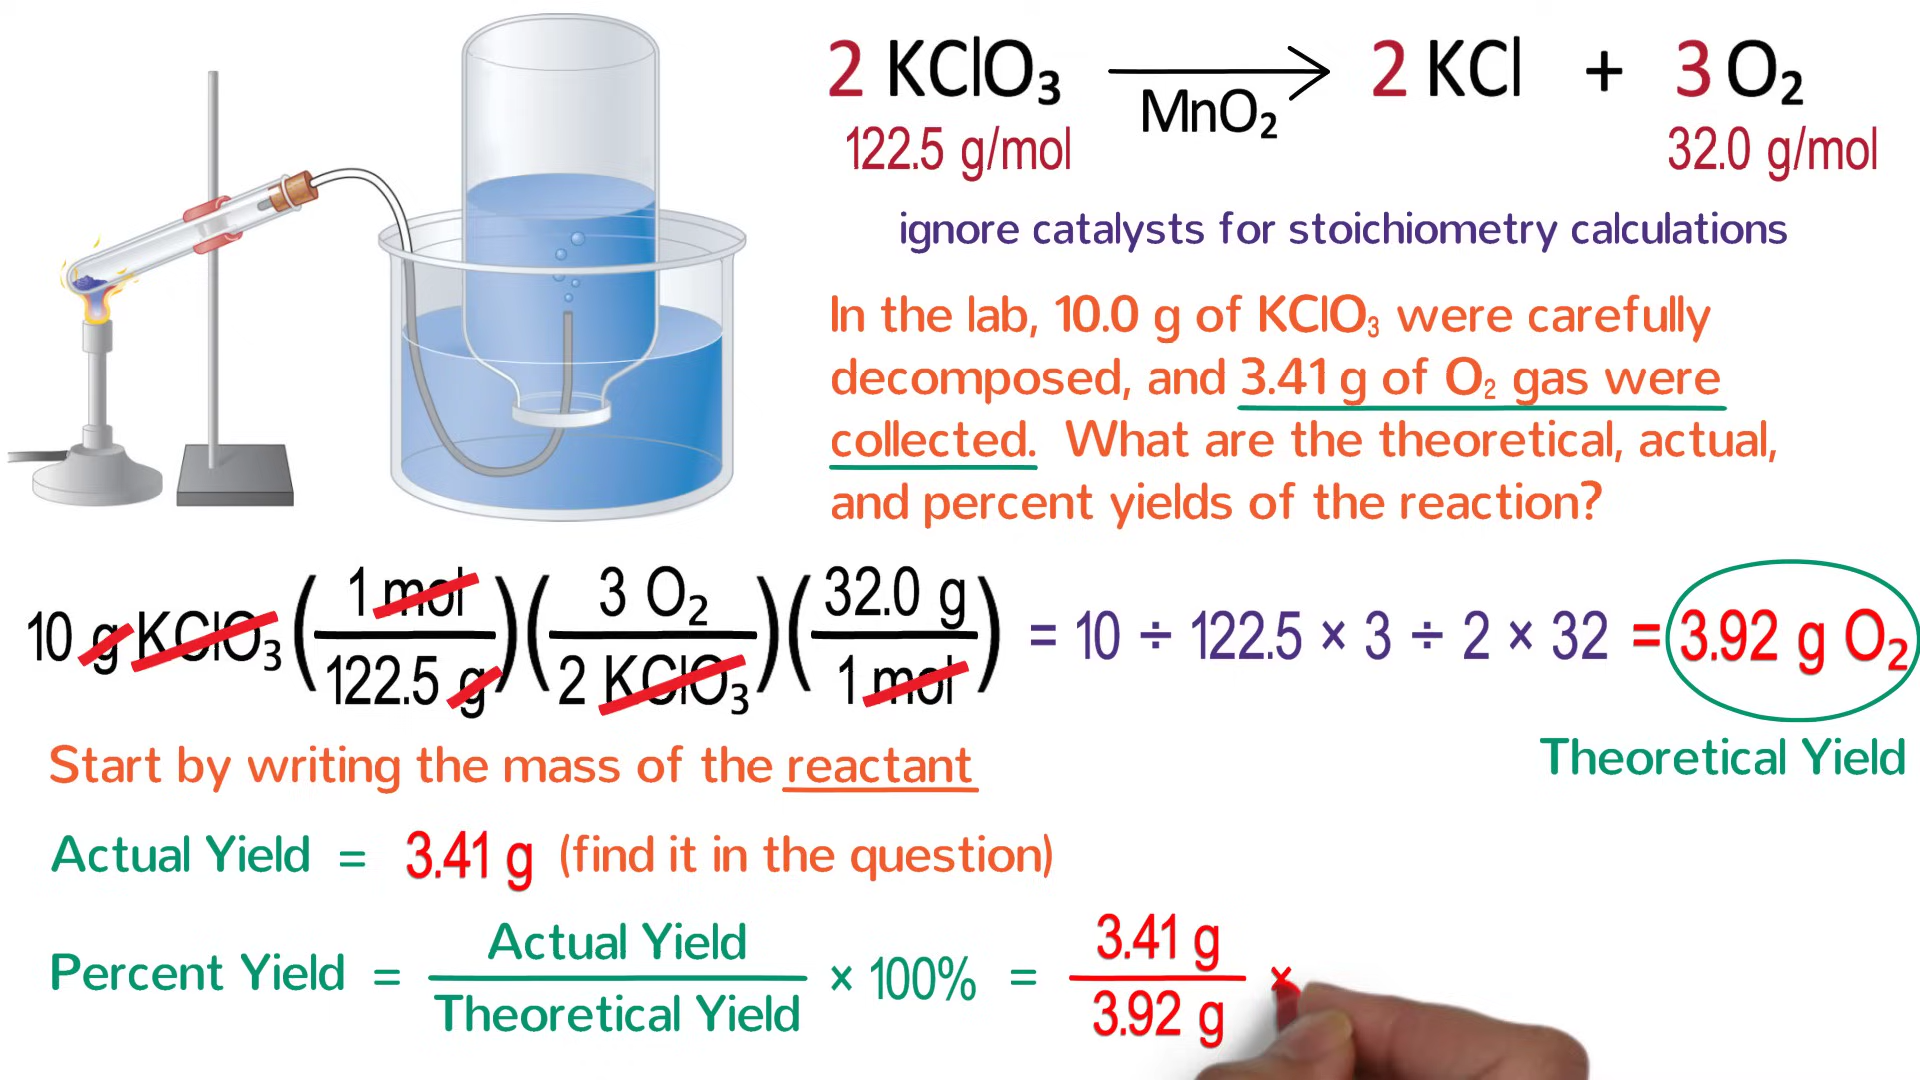 2 KClO₃ → 2 KCl + 3 O₂
MnO₂
122.5 g/mol 32.0 g/mol
ignore catalysts for stoichiometry calculations
In the lab, 10.0 g of KClO₃ were carefully
decomposed, and 3.41 g of O₂ gas were
collected. What are the theoretical, actual,
and percent yields of the reaction?
10 g KClO₃ (1 mol / 122.5 g) (3 O₂ / 2 KClO₃) (32.0 g / 1 mol) = 10 ÷ 122.5 × 3 ÷ 2 × 32 = 3.92 g O₂
Theoretical Yield
Start by writing the mass of the reactant
Actual Yield = 3.41 g (find it in the question)
Percent Yield = Actual Yield / Theoretical Yield × 100% = 3.41 g / 3.92 g ×